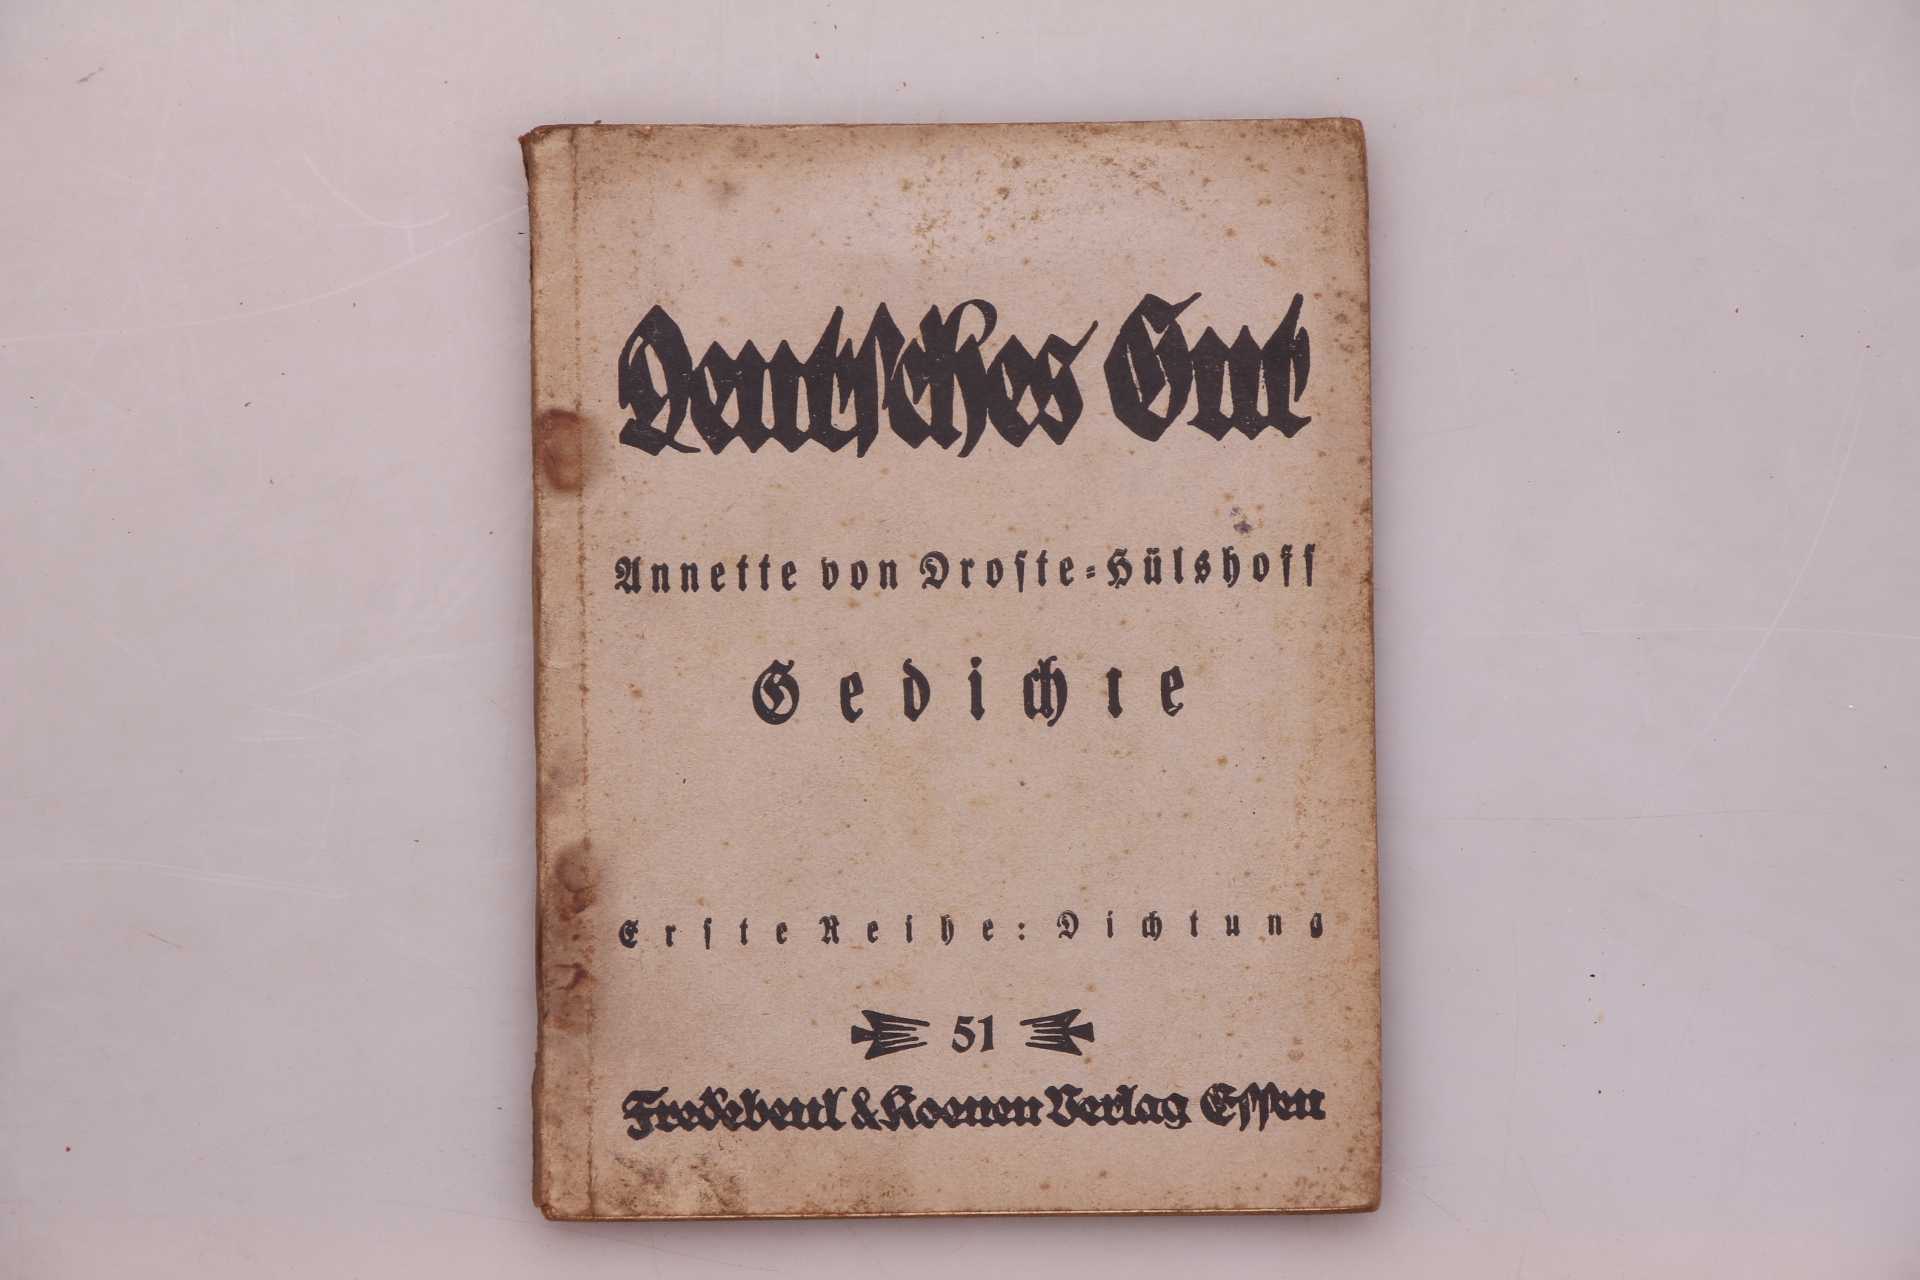 Deutſches Gut
Annette von Droſte-Hülshoff
Gedichte
Erſte Reihe: Dichtung
51
Fredebeul & Koenen Verlag Eſſen